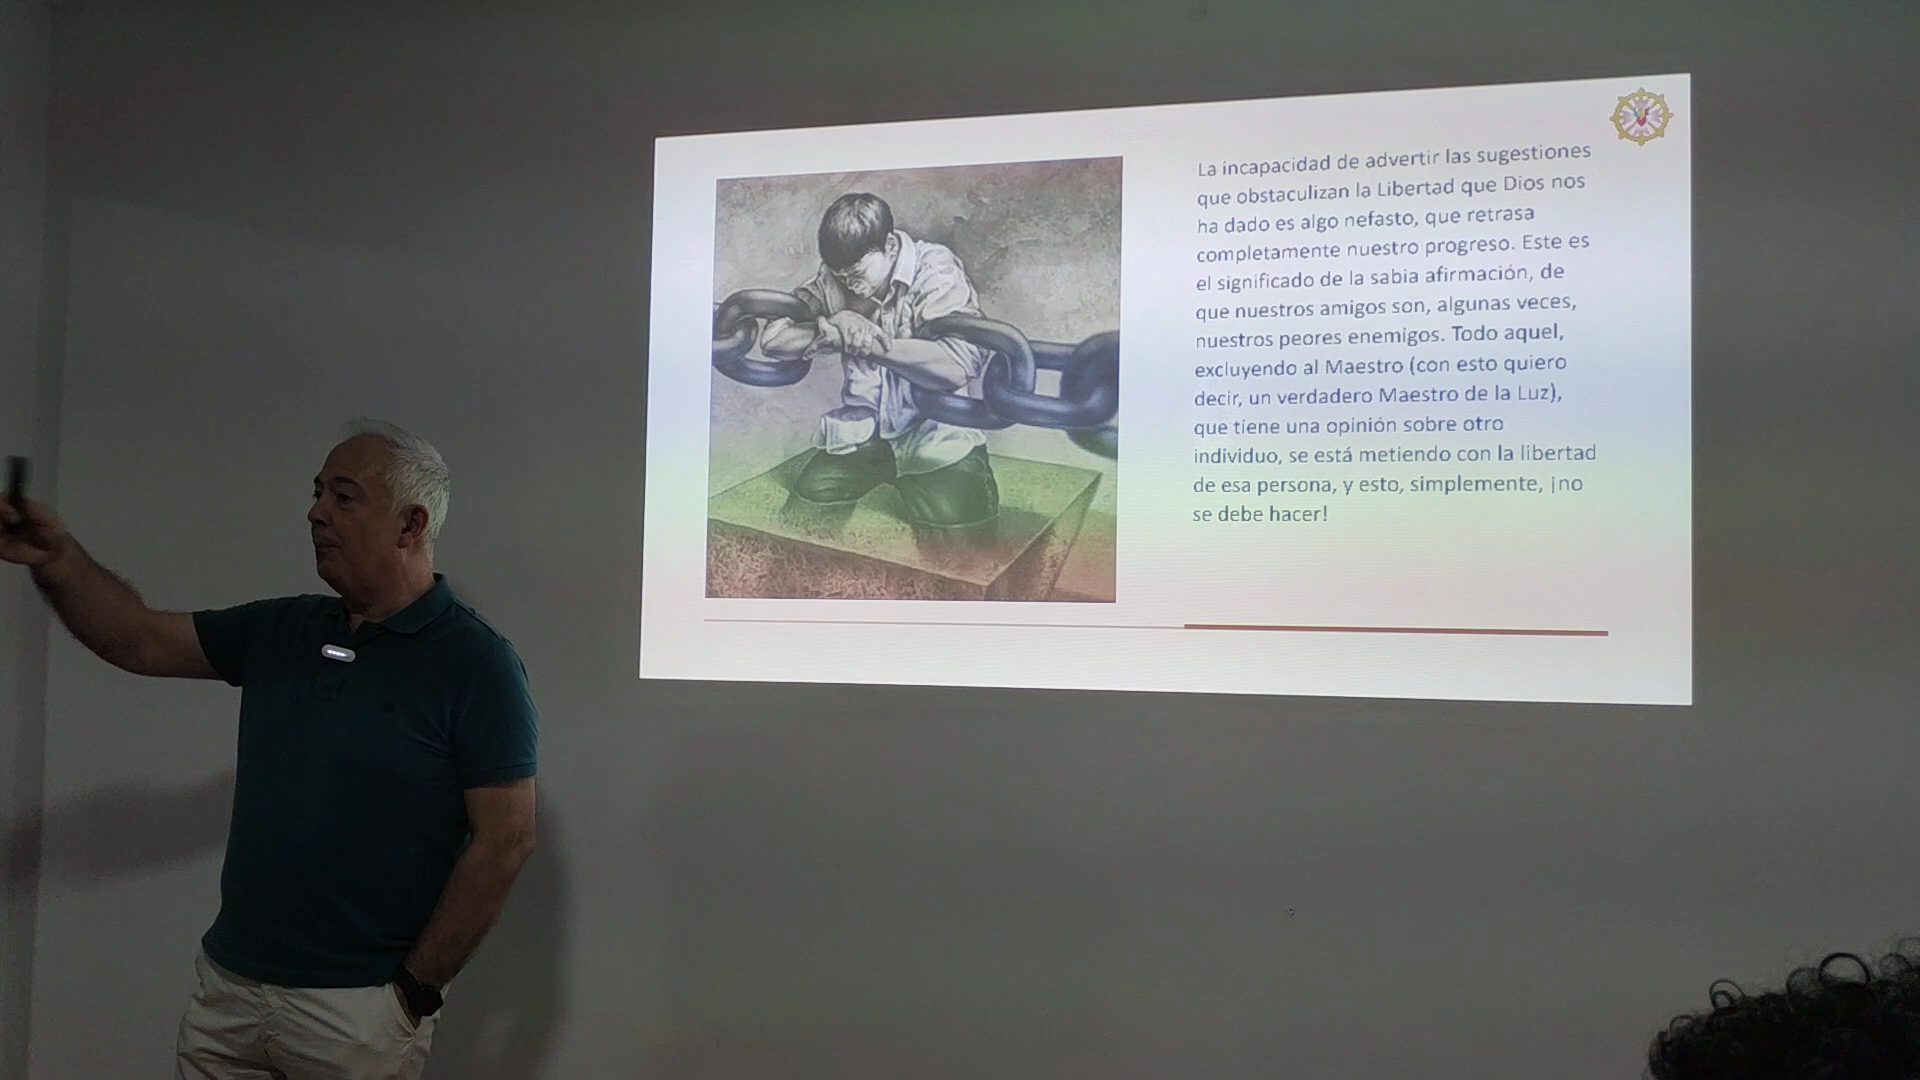 La incapacidad de advertir las sugestiones
que obstaculizan la Libertad que Dios nos
ha dado es algo nefasto, que retrasa
completamente nuestro progreso. Este es
el significado de la sabia afirmación, de
que nuestros amigos son, algunas veces,
nuestros peores enemigos. Todo aquel,
excluyendo al Maestro (con esto quiero
decir, un verdadero Maestro de la Luz),
que tiene una opinión sobre otro
individuo, se está metiendo con la libertad
de esa persona, y esto, simplemente, ¡no
se debe hacer!